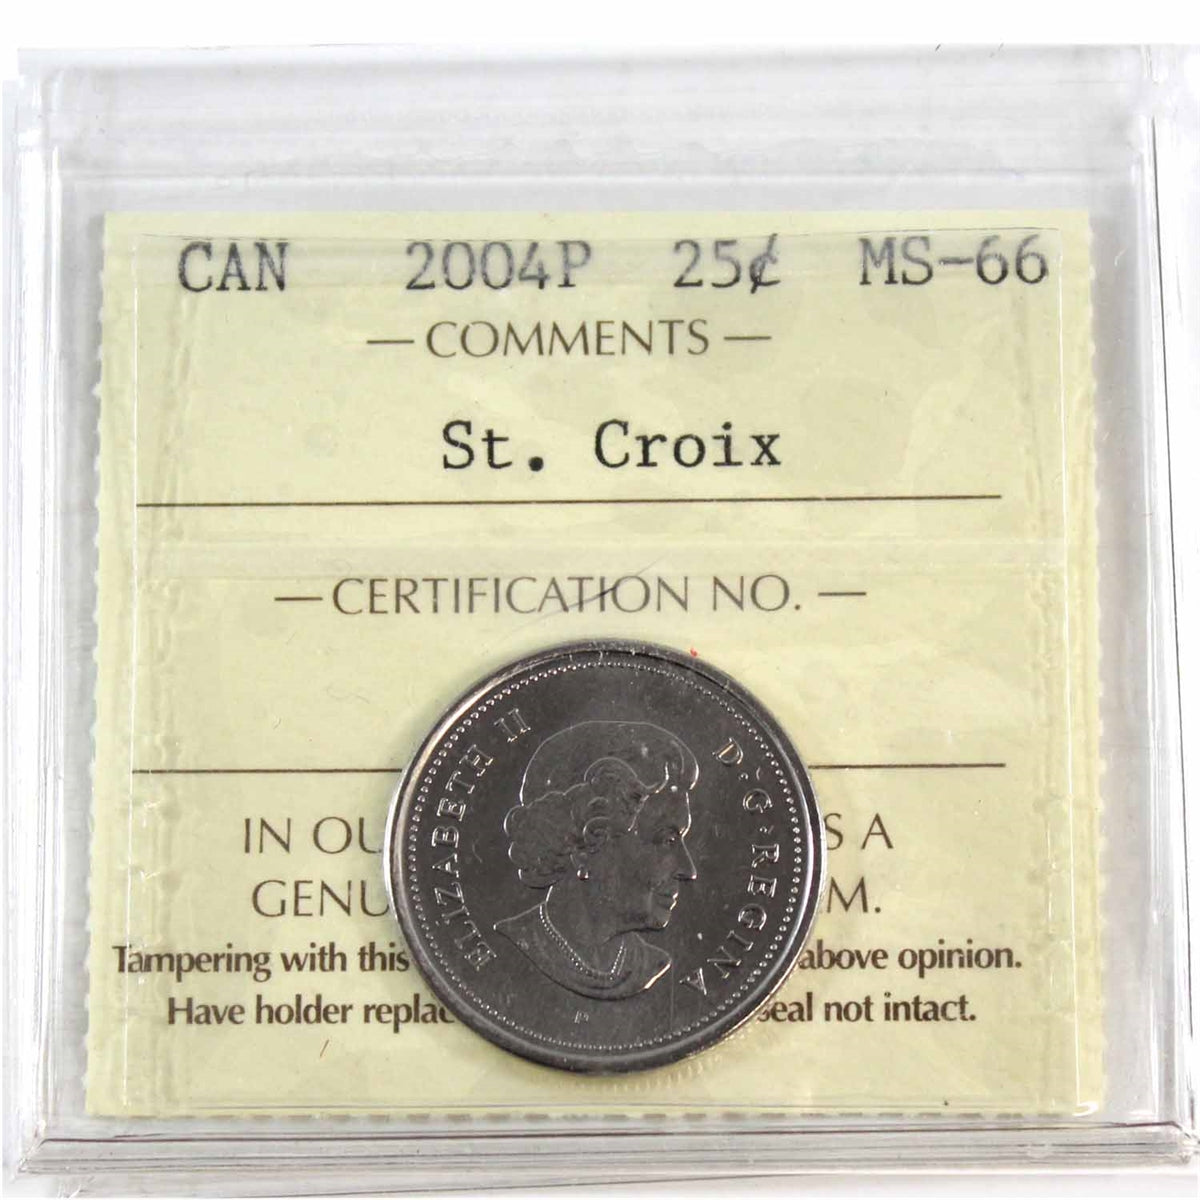 CAN 2004P 25¢ MS-66
— COMMENTS —
St. Croix
— CERTIFICATION NO. —
IN OU S A
GENU M.
Tampering with this above opinion.
Have holder replac seal not intact.
ELIZABETH II D·G·REGINA
P